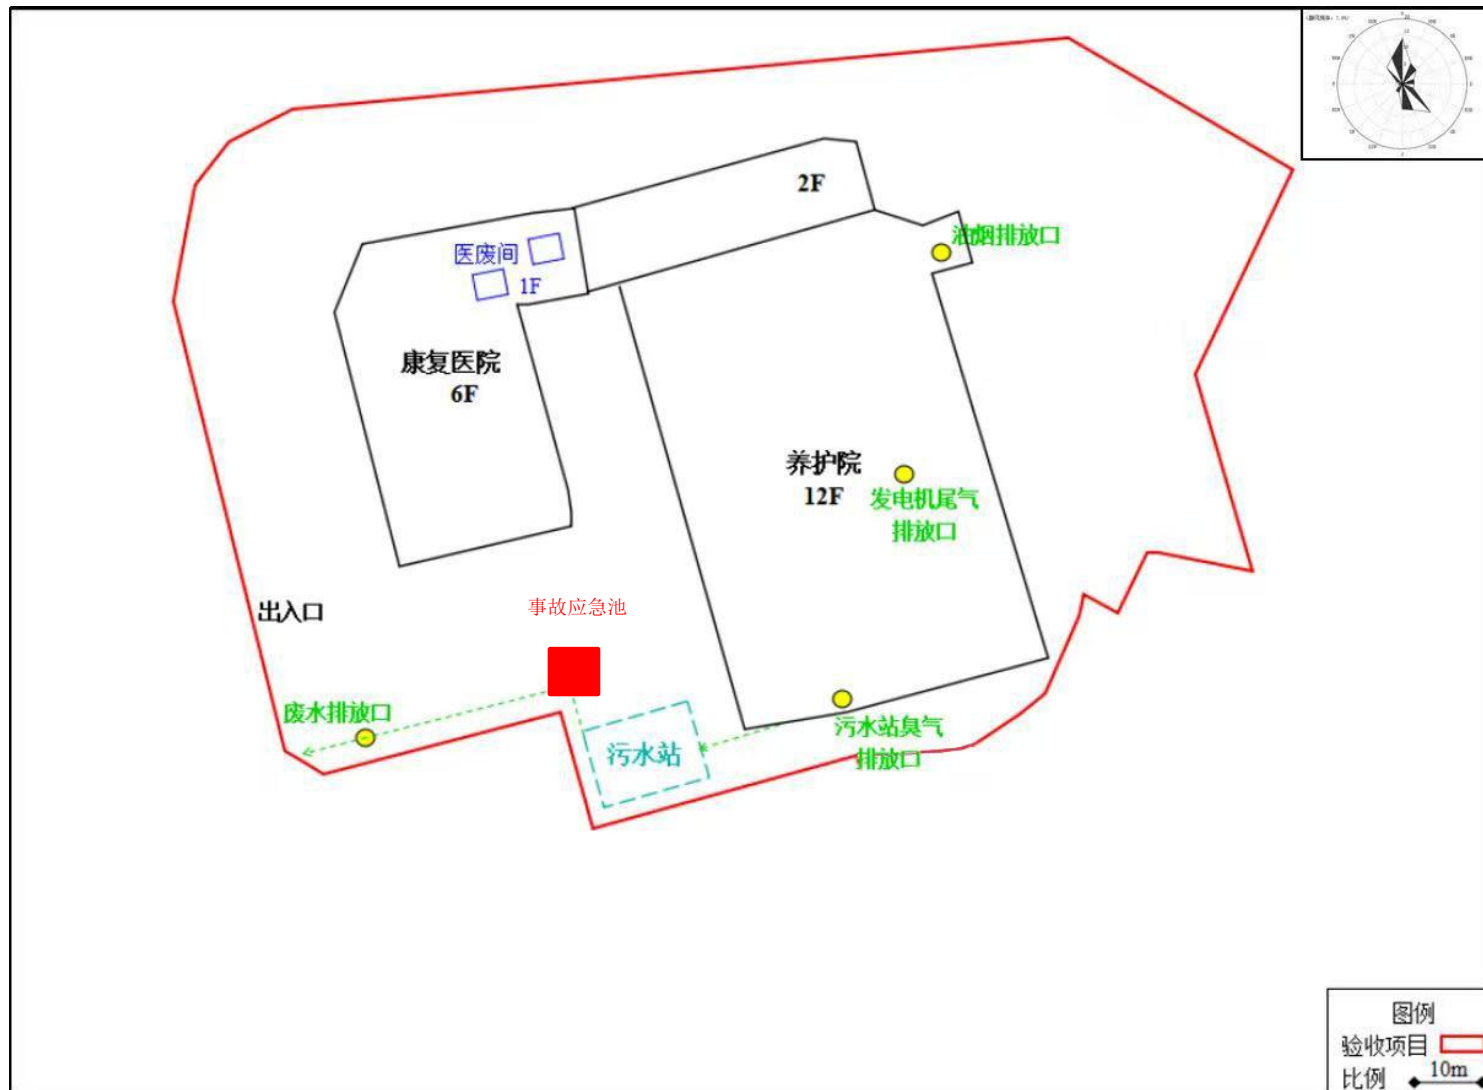 2F
油烟排放口
医废间
1F
康复医院
6F
养护院
12F
发电机尾气
排放口
出入口
事故应急池
废水排放口
污水站臭气
排放口
污水站
图例
验收项目
比例
10m